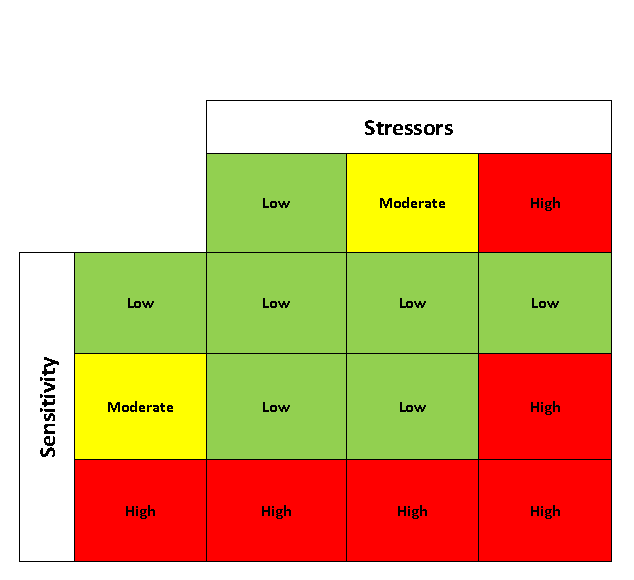 Stressors
Low Moderate High
Sensitivity
Low Low Low Low
Moderate Low Low High
High High High High